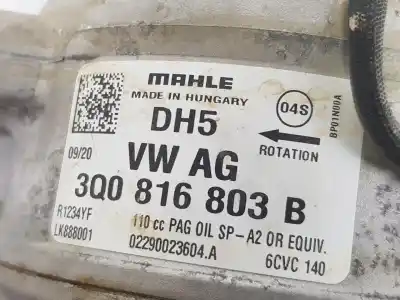 MAHLE
MADE IN HUNGARY
04S
DH5
ROTATION
BP01N00A
09/20
VW AG
3Q0 816 803 B
R1234YF
110 cc PAG OIL SP-A2 OR EQUIV.
LK888001
02290023604.A
6CVC 140